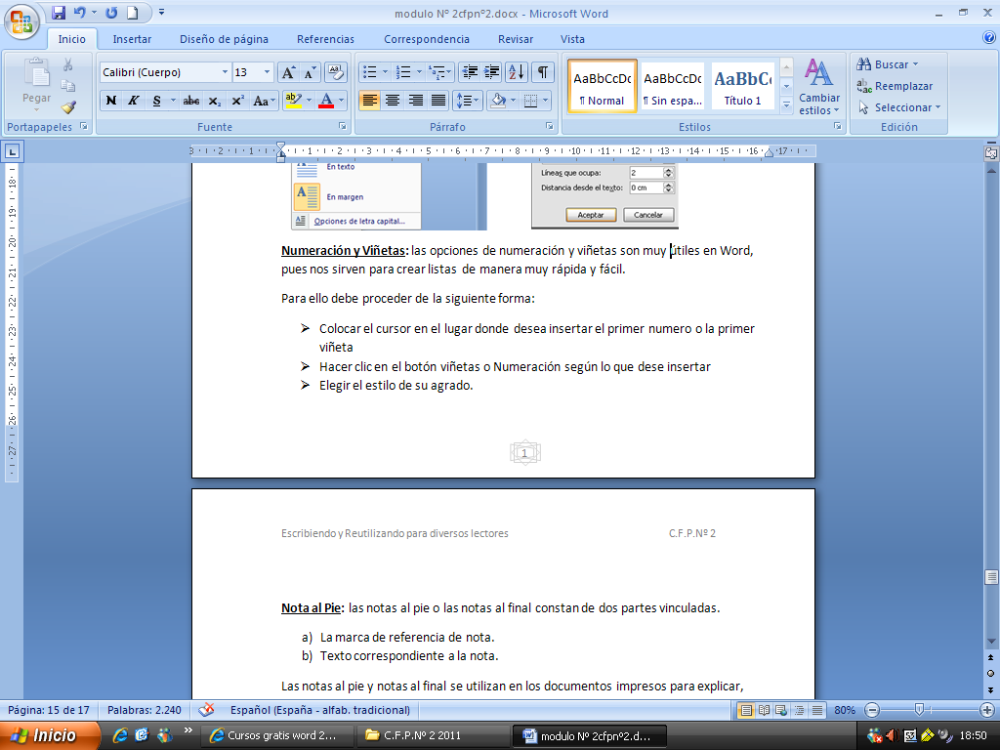 modulo Nº 2cfpnº2.docx - Microsoft Word
Inicio Insertar Diseño de página Referencias Correspondencia Revisar Vista
Pegar
Calibri (Cuerpo) 13
AaBbCcDc AaBbCcDc AaBbC
¶ Normal ¶ Sin espa... Título 1
Cambiar estilos
Buscar
Reemplazar
Seleccionar
Portapapeles Fuente Párrafo Estilos Edición
En texto
En margen
Opciones de letra capital...
Líneas que ocupa: 2
Distancia desde el texto: 0 cm
Aceptar Cancelar
Numeración y Viñetas: las opciones de numeración y viñetas son muy útiles en Word,
pues nos sirven para crear listas de manera muy rápida y fácil.
Para ello debe proceder de la siguiente forma:
Colocar el cursor en el lugar donde desea insertar el primer numero o la primer
viñeta
Hacer clic en el botón viñetas o Numeración según lo que dese insertar
Elegir el estilo de su agrado.
1
Escribiendo y Reutilizando para diversos lectores C.F.P.Nº 2
Nota al Pie: las notas al pie o las notas al final constan de dos partes vinculadas.
a) La marca de referencia de nota.
b) Texto correspondiente a la nota.
Las notas al pie y notas al final se utilizan en los documentos impresos para explicar,
Página: 15 de 17 Palabras: 2.240 Español (España - alfab. tradicional) 80%
Inicio Cursos gratis word 2... C.F.P.Nº 2 2011 modulo Nº 2cfpnº2.d... 18:50